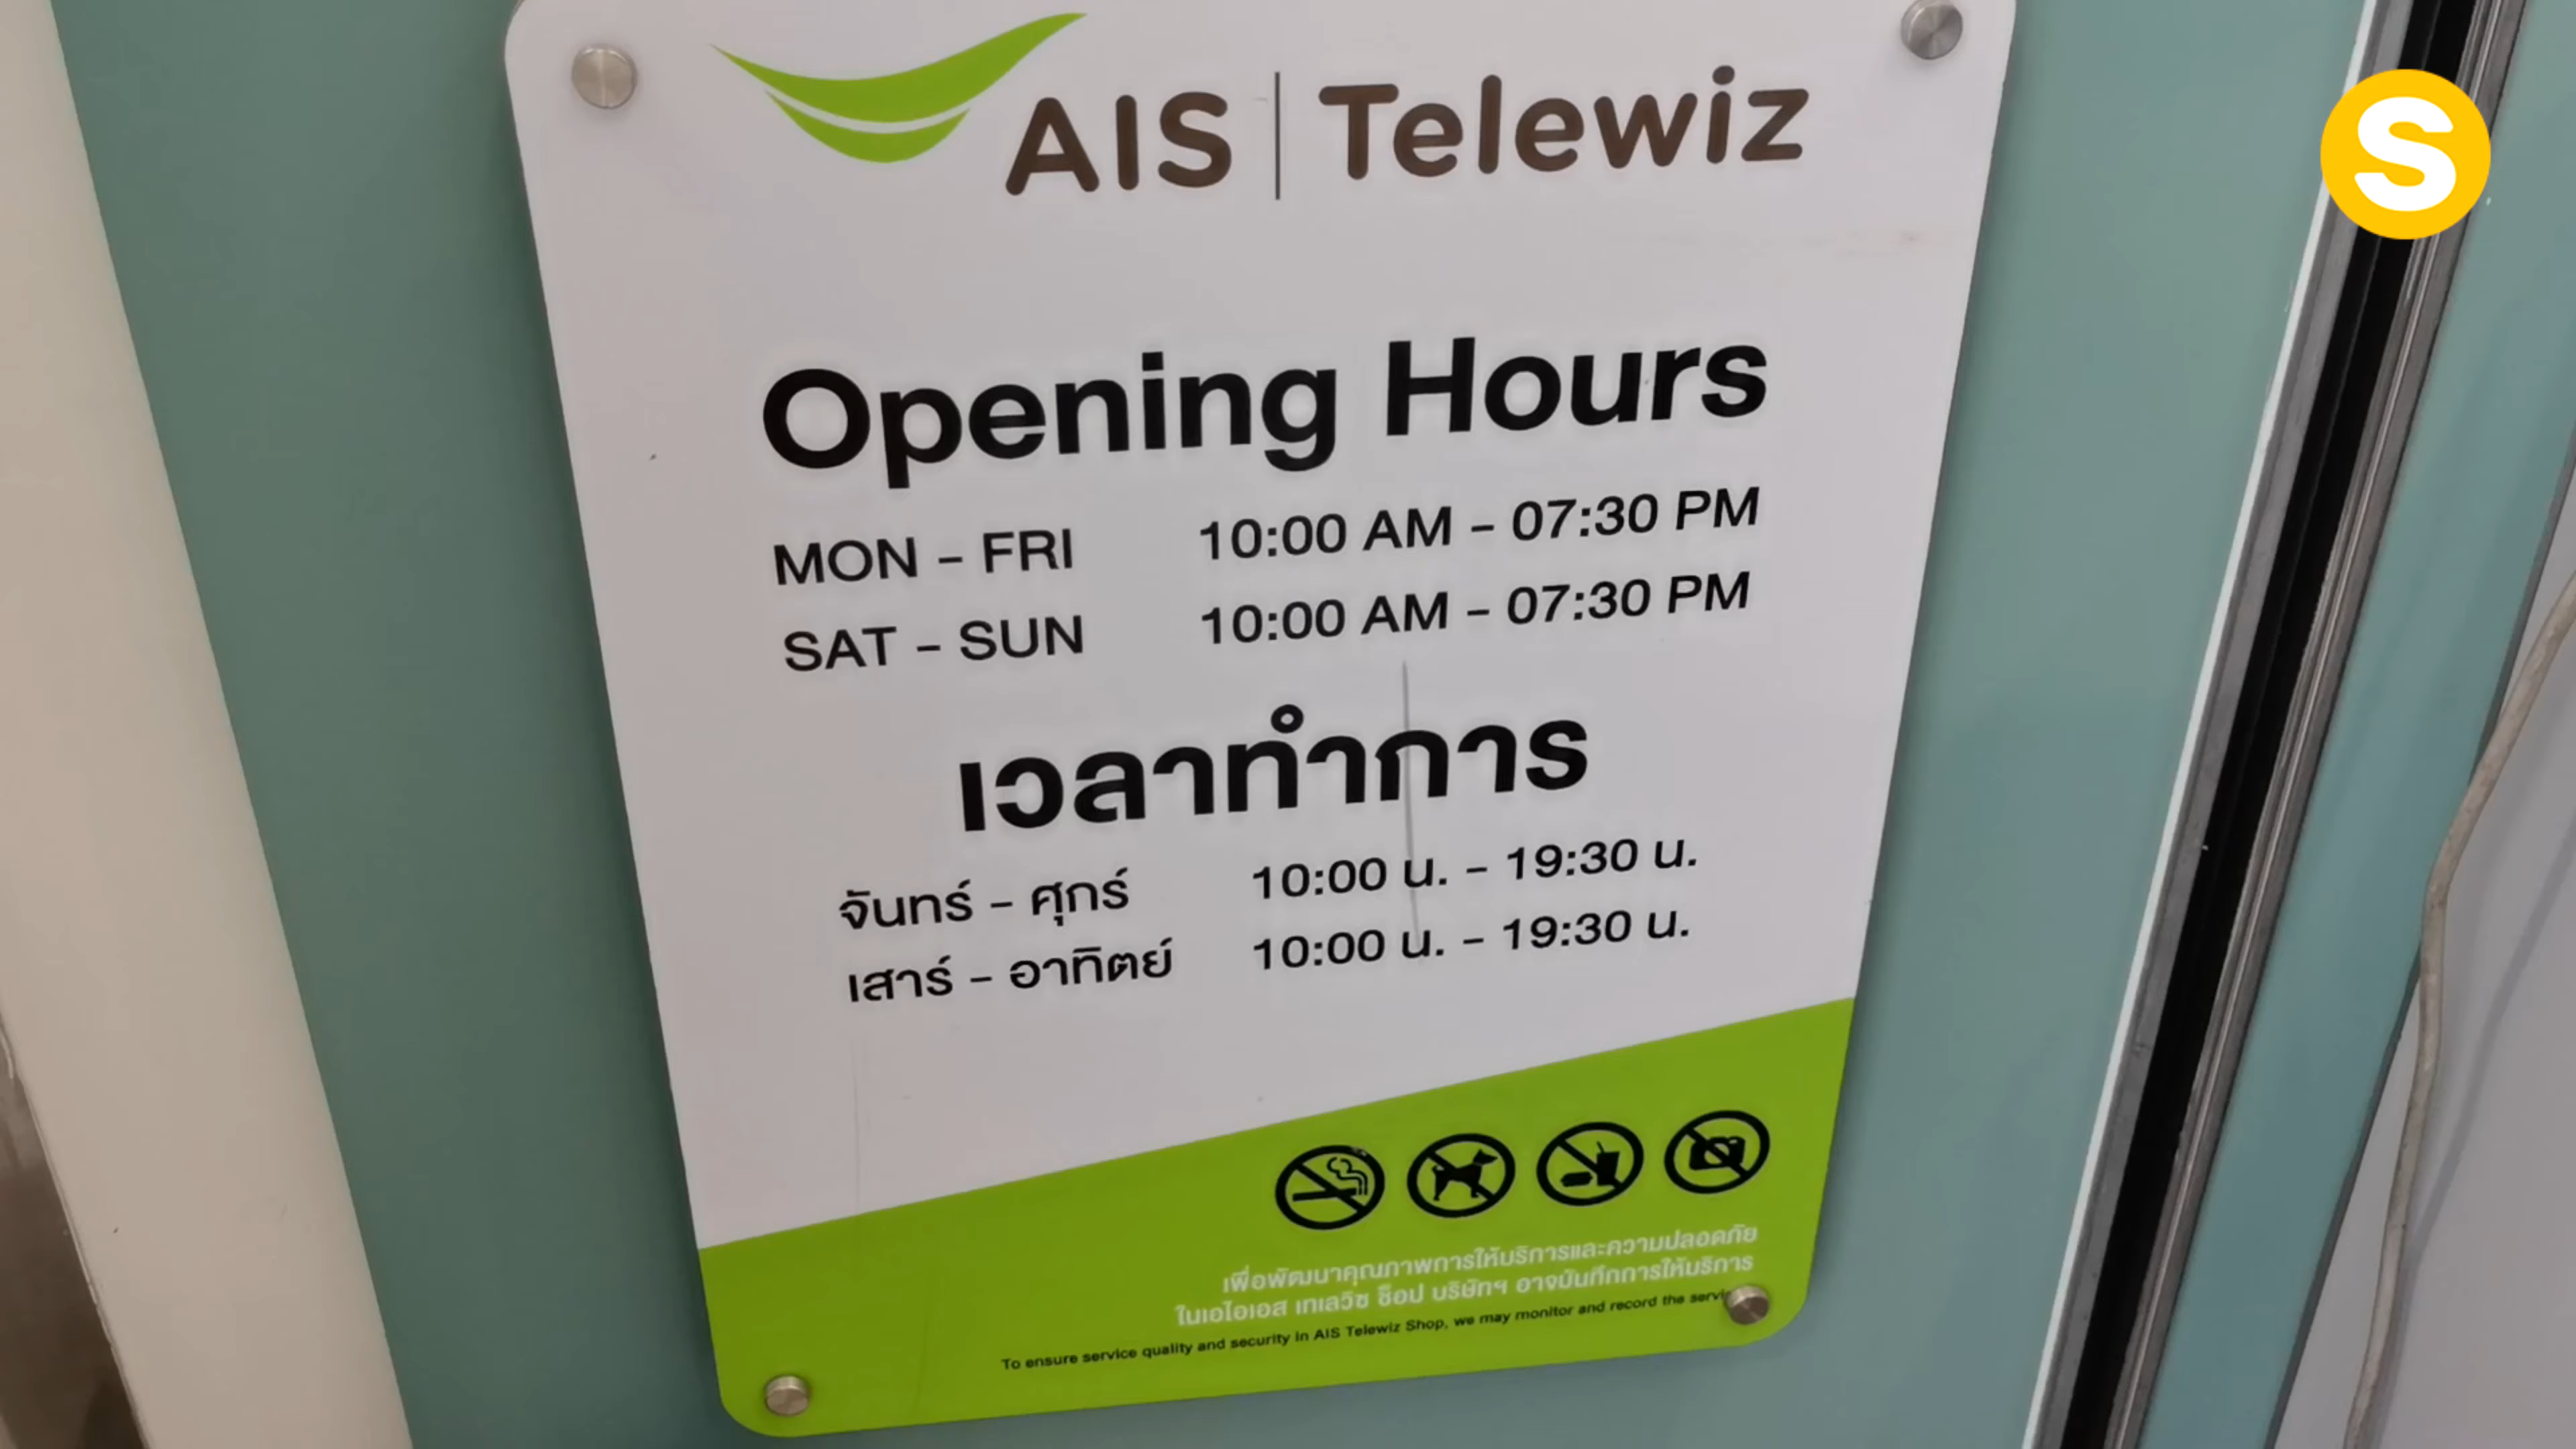 AIS | Telewiz
Opening Hours
MON - FRI 10:00 AM - 07:30 PM
SAT - SUN 10:00 AM - 07:30 PM
เวลาทำการ
จันทร์ - ศุกร์ 10:00 น. - 19:30 น.
เสาร์ - อาทิตย์ 10:00 น. - 19:30 น.
เพื่อพัฒนาคุณภาพการให้บริการและความปลอดภัย
ในเอไอเอส เทเลวิซ ช็อป บริษัทฯ อาจบันทึกการให้บริการ
To ensure service quality and security in AIS Telewiz Shop, we may monitor and record the
S